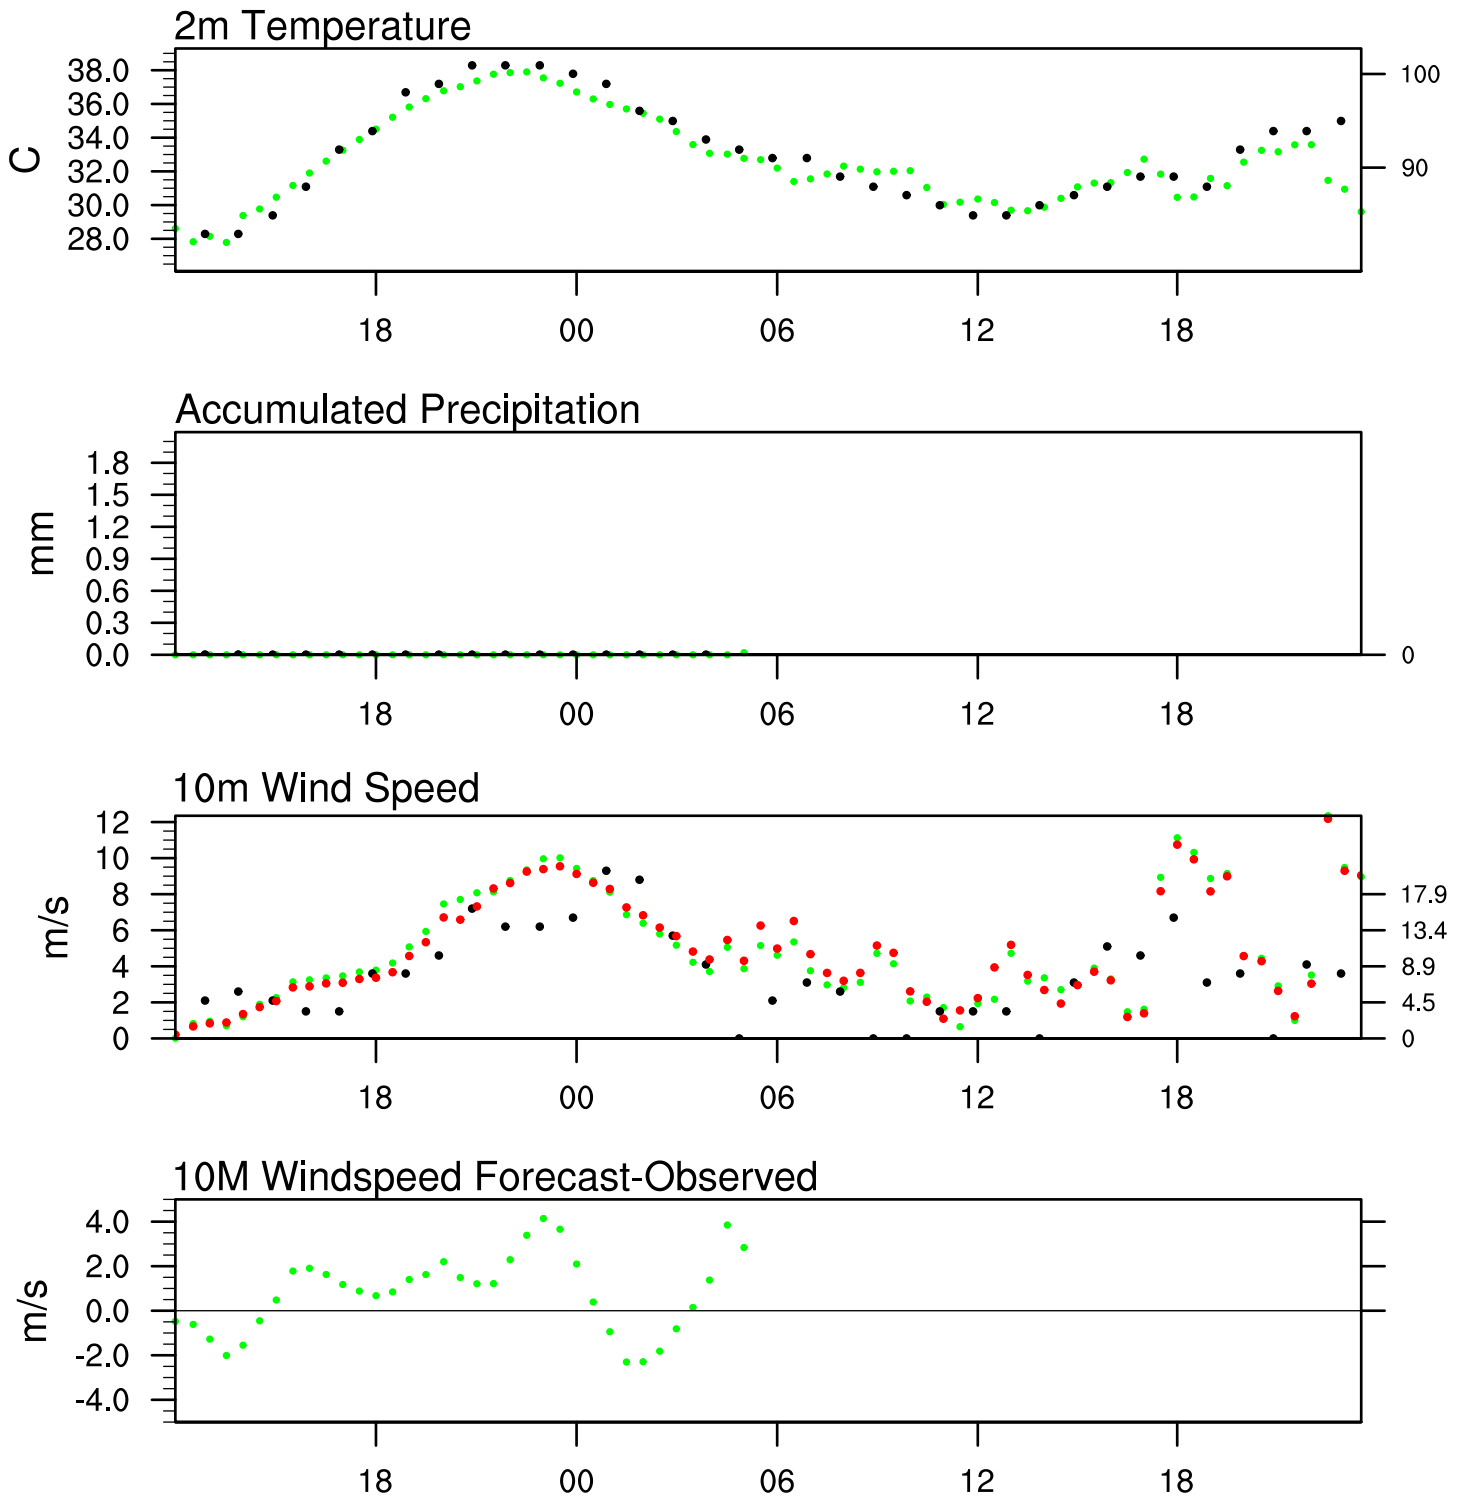 2m Temperature
38.0
36.0
34.0
32.0
30.0
28.0
C
100
90
18 00 06 12 18
Accumulated Precipitation
1.8
1.5
1.2
0.9
0.6
0.3
0.0
mm
0
18 00 06 12 18
10m Wind Speed
12
10
8
6
4
2
0
m/s
17.9
13.4
8.9
4.5
0
18 00 06 12 18
10M Windspeed Forecast-Observed
4.0
2.0
0.0
-2.0
-4.0
m/s
18 00 06 12 18